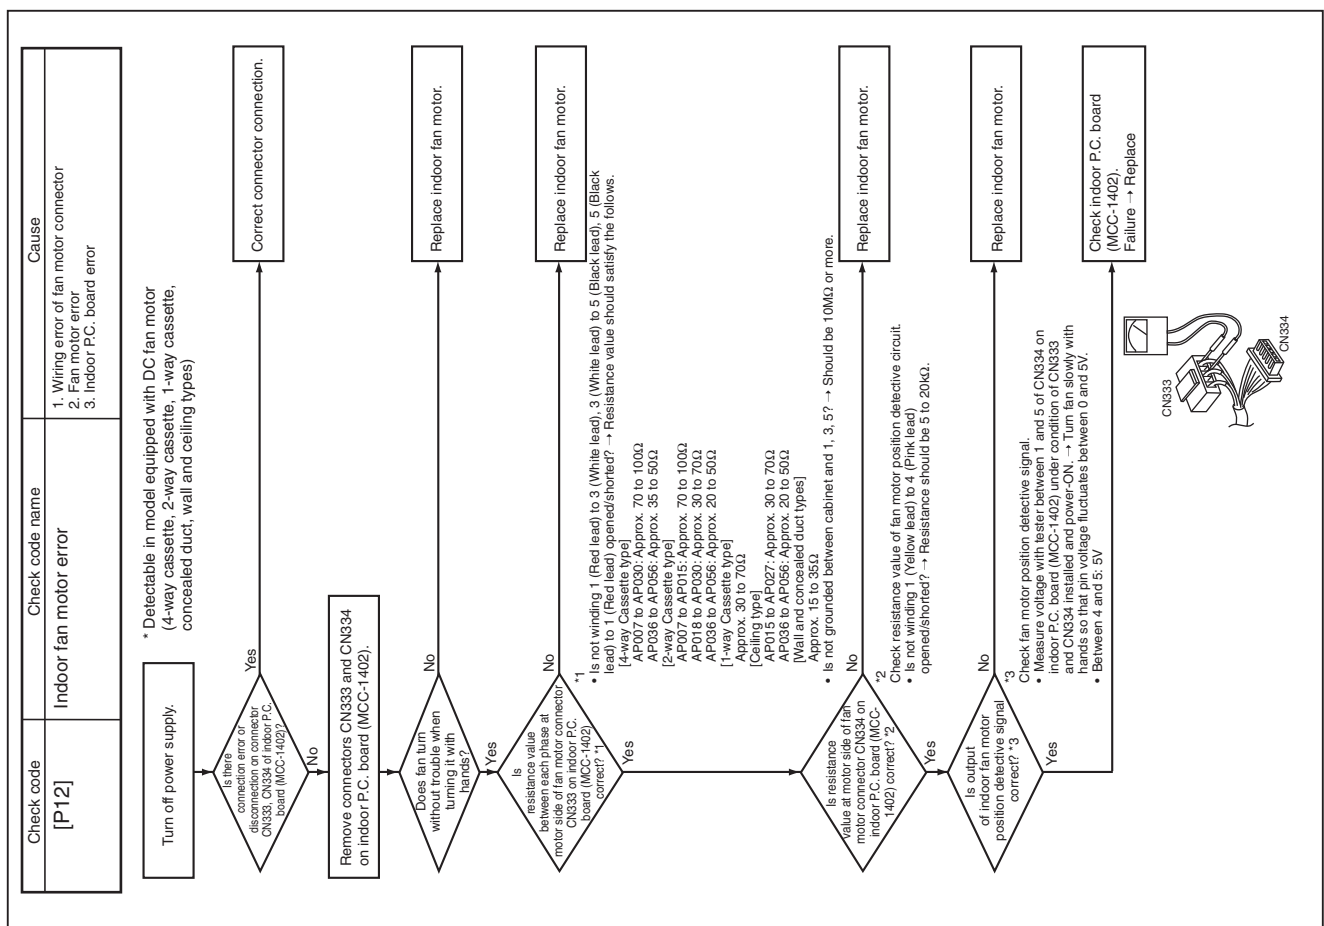 Check code
Check code name
Cause
[P12]
Indoor fan motor error
1. Wiring error of fan motor connector
2. Fan motor error
3. Indoor P.C. board error
Turn off power supply.
* Detectable in model equipped with DC fan motor
(4-way cassette, 2-way cassette, 1-way cassette,
concealed duct, wall and ceiling types)
Is there
connection error or
disconnection on connector
CN333, CN334 of indoor P.C.
board (MCC-1402)?
Yes
Correct connector connection.
No
Remove connectors CN333 and CN334
on indoor P.C. board (MCC-1402).
Does fan turn
without trouble when
turning it with
hands?
No
Replace indoor fan motor.
Yes
Is
resistance value
between each phase at
motor side of fan motor connector
CN333 on indoor P.C.
board (MCC-1402)
correct? *1
No
Replace indoor fan motor.
Yes
*1
• Is not winding 1 (Red lead) to 3 (White lead), 3 (White lead) to 5 (Black lead), 5 (Black
lead) to 1 (Red lead) opened/shorted? → Resistance value should satisfy the follows.
[4-way Cassette type]
AP007 to AP030: Approx. 70 to 100Ω
AP036 to AP056: Approx. 35 to 50Ω
[2-way Cassette type]
AP007 to AP015: Approx. 70 to 100Ω
AP018 to AP030: Approx. 30 to 70Ω
AP036 to AP056: Approx. 20 to 50Ω
[1-way Cassette type]
Approx. 30 to 70Ω
[Ceiling type]
AP015 to AP027: Approx. 30 to 70Ω
AP036 to AP056: Approx. 20 to 50Ω
[Wall and concealed duct types]
Approx. 15 to 35Ω
• Is not grounded between cabinet and 1, 3, 5? → Should be 10MΩ or more.
Is resistance
value at motor side of fan
motor connector CN334 on
indoor P.C. board (MCC-
1402) correct? *2
No
Replace indoor fan motor.
Yes
*2
Check resistance value of fan motor position detective circuit.
• Is not winding 1 (Yellow lead) to 4 (Pink lead)
opened/shorted? → Resistance should be 5 to 20kΩ.
Is output
of indoor fan motor
position detective signal
correct? *3
No
Replace indoor fan motor.
Yes
*3
Check fan motor position detective signal.
• Measure voltage with tester between 1 and 5 of CN334 on
indoor P.C. board (MCC-1402) under condition of CN333
and CN334 installed and power-ON. → Turn fan slowly with
hands so that pin voltage fluctuates between 0 and 5V.
• Between 4 and 5: 5V
Check indoor P.C. board
(MCC-1402).
Failure → Replace
CN333
CN334